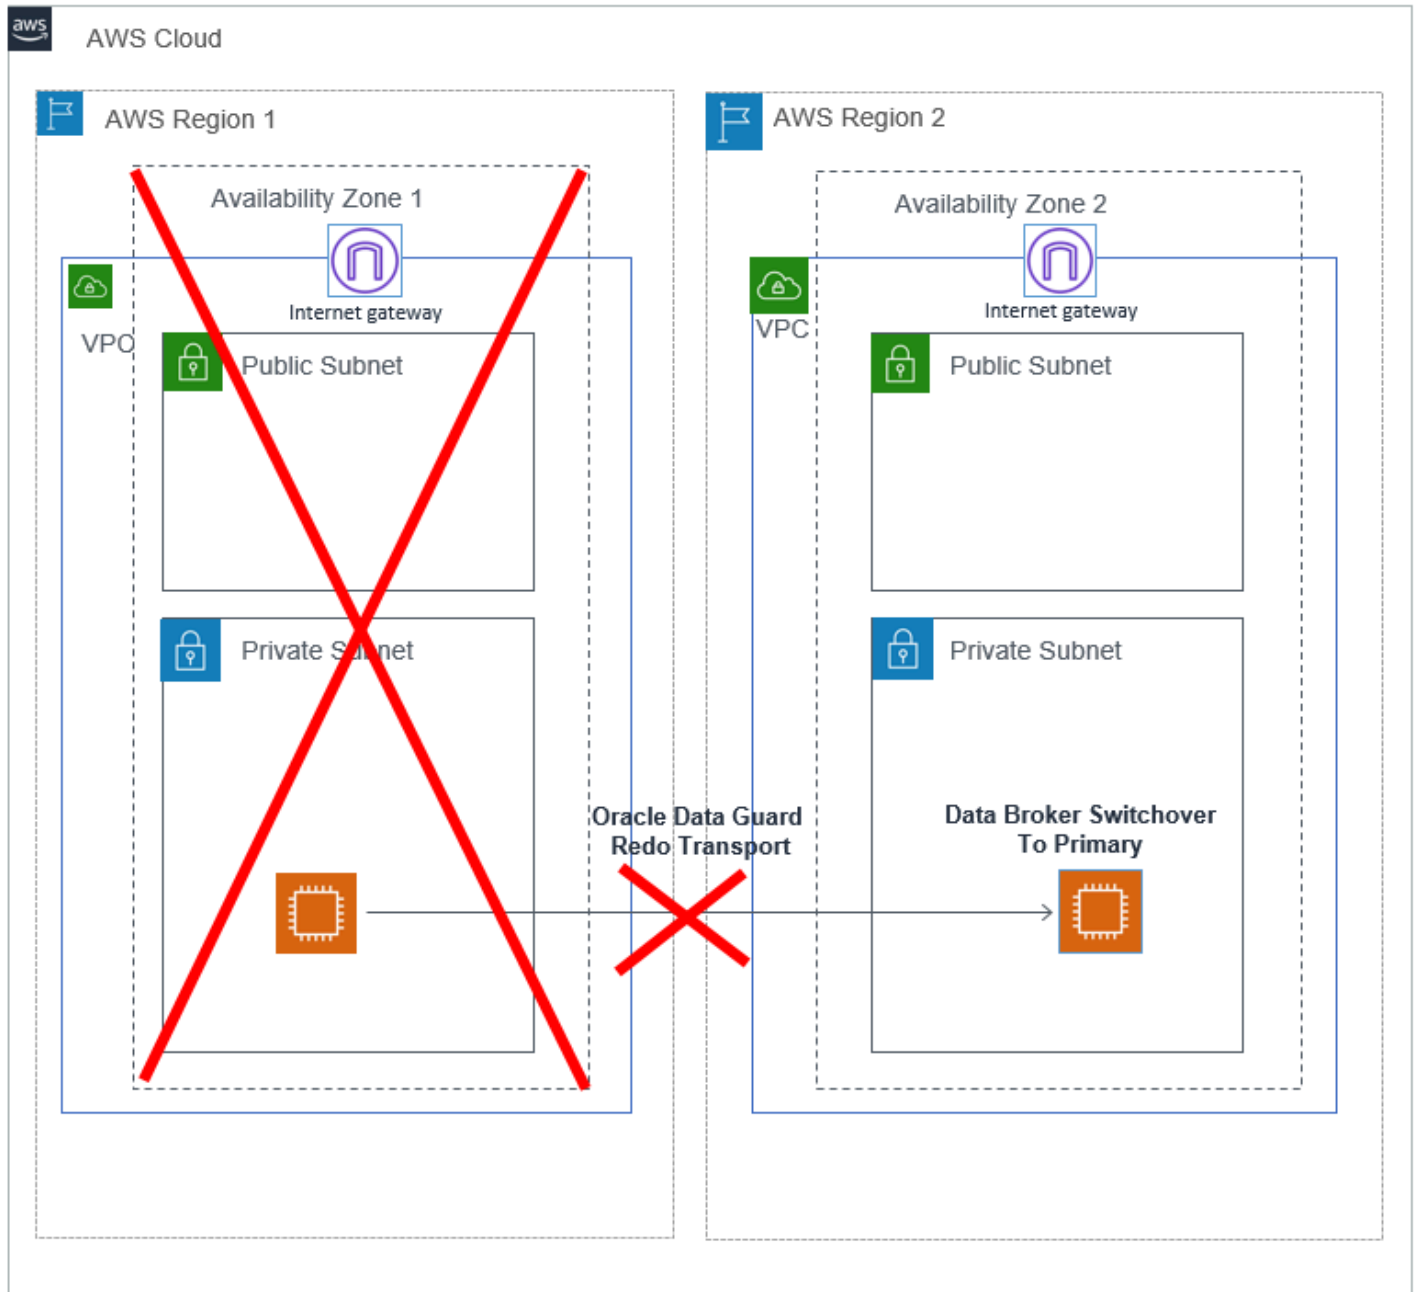 aws
AWS Cloud
AWS Region 1
AWS Region 2
Availability Zone 1
Availability Zone 2
Internet gateway
Internet gateway
VPC
VPC
Public Subnet
Public Subnet
Private Subnet
Private Subnet
Oracle Data Guard
Redo Transport
Data Broker Switchover
To Primary